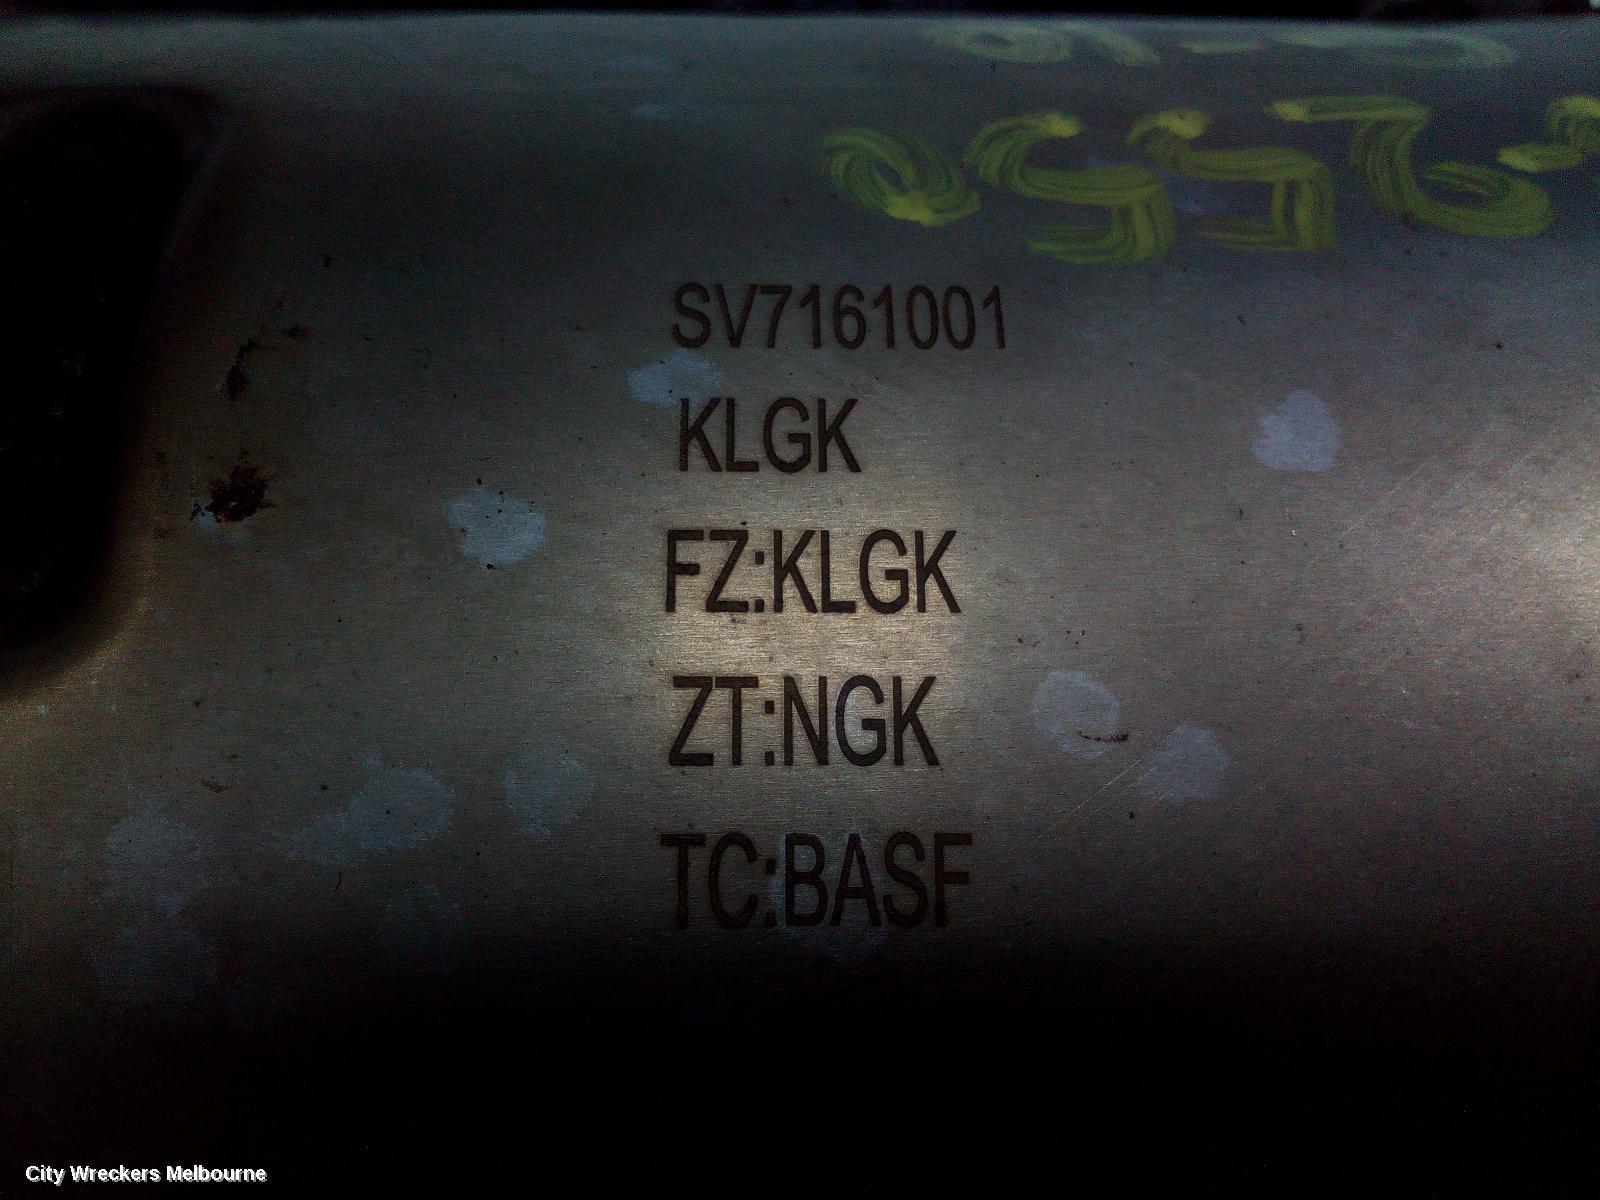 SV7161001
KLGK
FZ:KLGK
ZT:NGK
TC:BASF
City Wreckers Melbourne